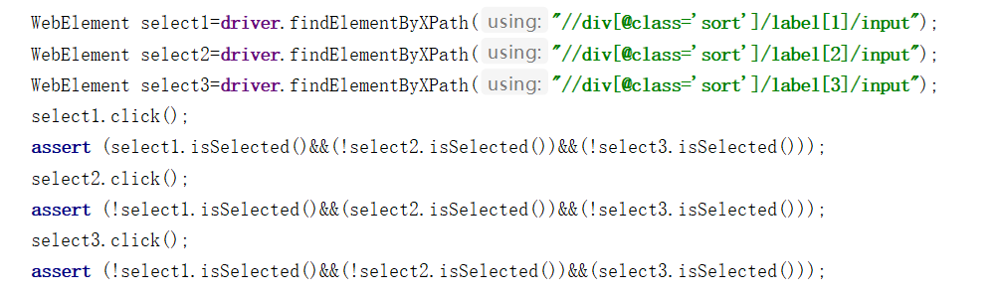 WebElement select1=driver.findElementByXPath( using: "//div[@class='sort']/label[1]/input");
WebElement select2=driver.findElementByXPath( using: "//div[@class='sort']/label[2]/input");
WebElement select3=driver.findElementByXPath( using: "//div[@class='sort']/label[3]/input");
select1.click();
assert (select1.isSelected()&&(!select2.isSelected())&&(!select3.isSelected()));
select2.click();
assert (!select1.isSelected()&&(select2.isSelected())&&(!select3.isSelected()));
select3.click();
assert (!select1.isSelected()&&(!select2.isSelected())&&(select3.isSelected()));